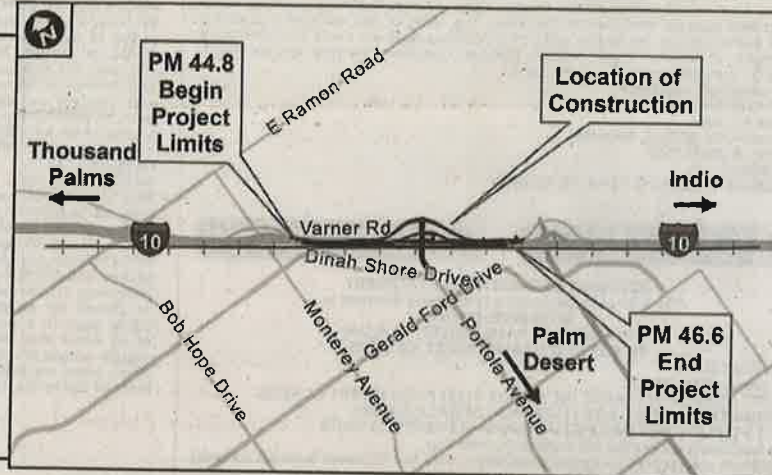 PM 44.8
Begin
Project
Limits
E Ramon Road
Location of
Construction
Thousand
Palms
Indio
10
Varner Rd
10
Dinah Shore Drive
Bob Hope Drive
Monterey Avenue
Gerald Ford Drive
Portola Avenue
Palm
Desert
PM 46.6
End
Project
Limits